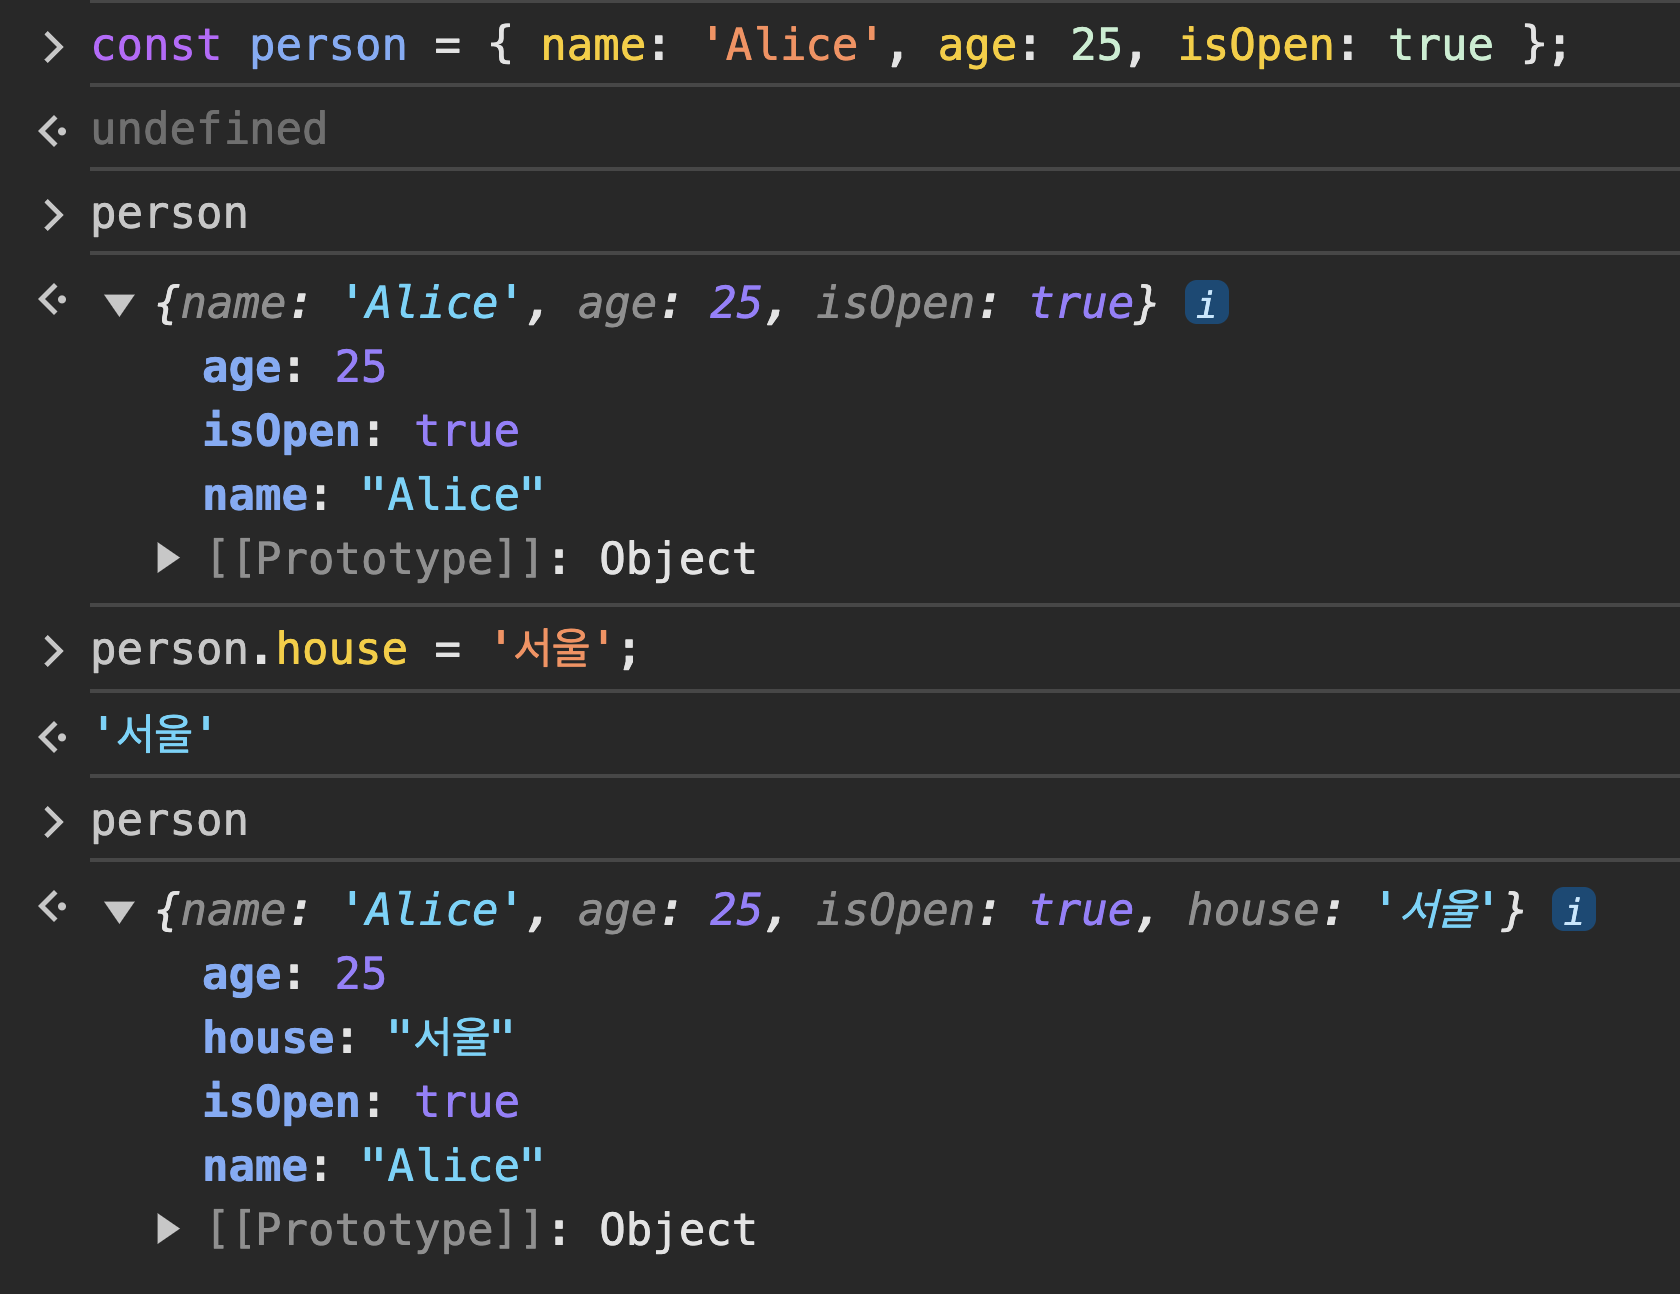 const person = { name: 'Alice', age: 25, isOpen: true };
undefined
person
{name: 'Alice', age: 25, isOpen: true} i
age: 25
isOpen: true
name: "Alice"
[[Prototype]]: Object
person.house = '서울';
'서울'
person
{name: 'Alice', age: 25, isOpen: true, house: '서울'} i
age: 25
house: "서울"
isOpen: true
name: "Alice"
[[Prototype]]: Object